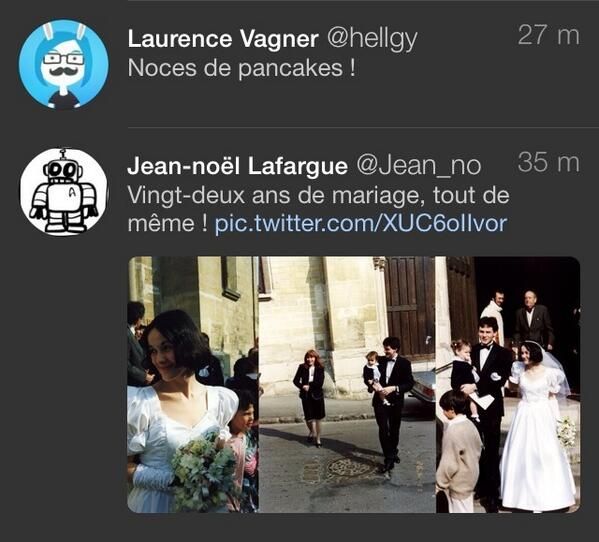 Laurence Vagner @hellgy 27 m
Noces de pancakes !
Jean-noël Lafargue @Jean_no 35 m
Vingt-deux ans de mariage, tout de
même ! pic.twitter.com/XUC6oIIvor